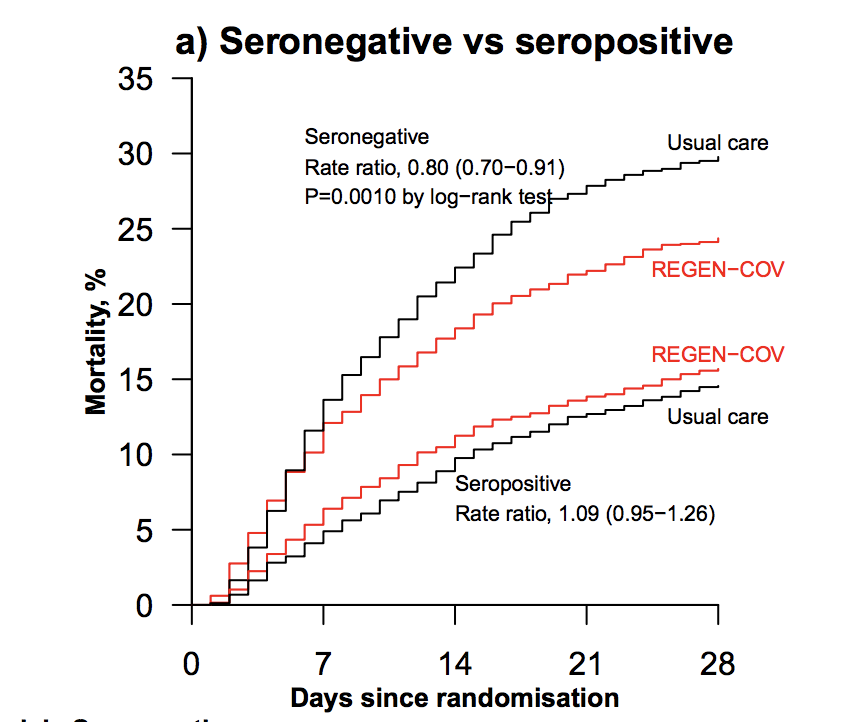 a) Seronegative vs seropositive
35
30
25
20
15
10
5
0
Mortality, %
Seronegative
Rate ratio, 0.80 (0.70−0.91)
P=0.0010 by log−rank test
Usual care
REGEN−COV
REGEN−COV
Usual care
Seropositive
Rate ratio, 1.09 (0.95−1.26)
0 7 14 21 28
Days since randomisation